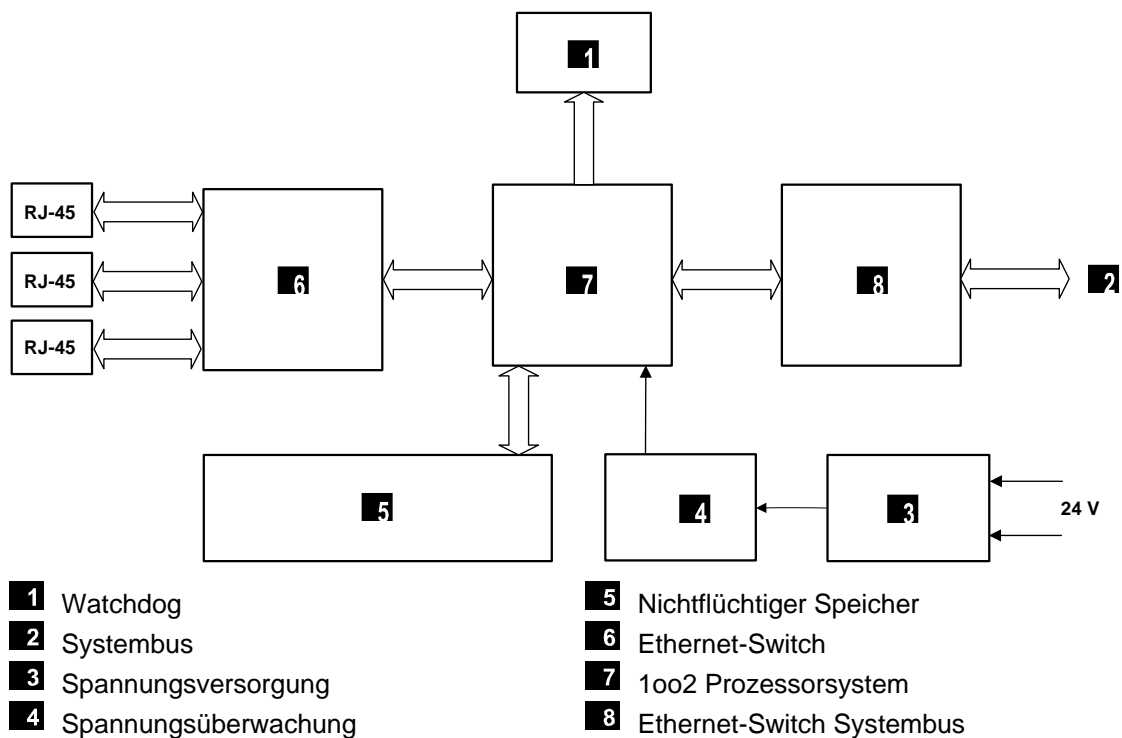 1
RJ-45
RJ-45
RJ-45
6
7
8
2
5
4
3
24 V
1 Watchdog
2 Systembus
3 Spannungsversorgung
4 Spannungsüberwachung
5 Nichtflüchtiger Speicher
6 Ethernet-Switch
7 1oo2 Prozessorsystem
8 Ethernet-Switch Systembus